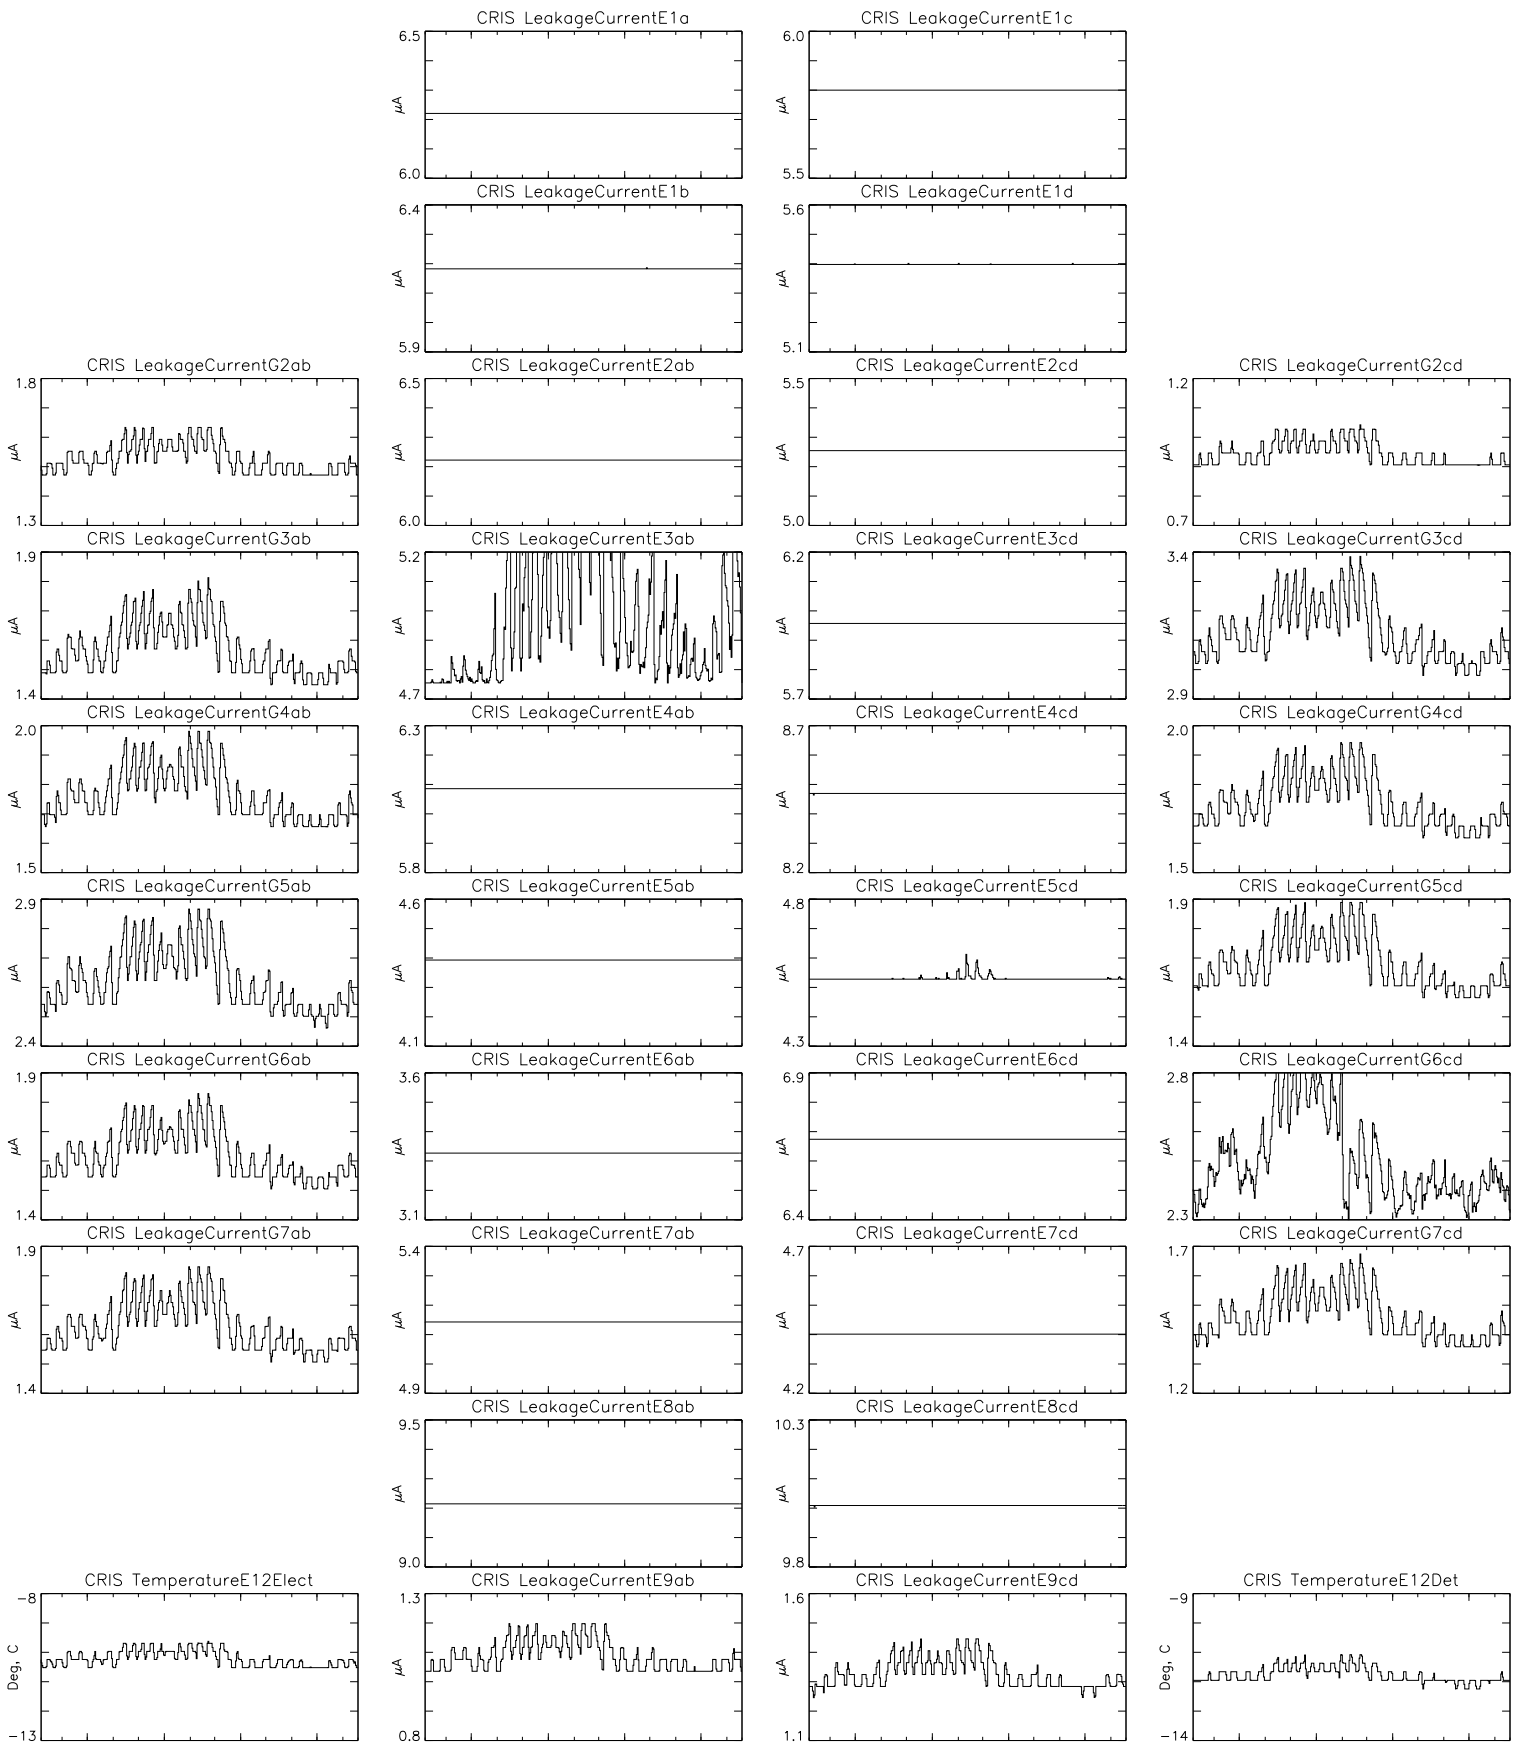 CRIS LeakageCurrentE1a
CRIS LeakageCurrentE1c
6.5
μA
6.0
6.0
μA
5.5
CRIS LeakageCurrentE1b
CRIS LeakageCurrentE1d
6.4
μA
5.9
5.6
μA
5.1
CRIS LeakageCurrentG2ab
CRIS LeakageCurrentE2ab
CRIS LeakageCurrentE2cd
CRIS LeakageCurrentG2cd
1.8
μA
1.3
6.5
μA
6.0
5.5
μA
5.0
1.2
μA
0.7
CRIS LeakageCurrentG3ab
CRIS LeakageCurrentE3ab
CRIS LeakageCurrentE3cd
CRIS LeakageCurrentG3cd
1.9
μA
1.4
5.2
μA
4.7
6.2
μA
5.7
3.4
μA
2.9
CRIS LeakageCurrentG4ab
CRIS LeakageCurrentE4ab
CRIS LeakageCurrentE4cd
CRIS LeakageCurrentG4cd
2.0
μA
1.5
6.3
μA
5.8
8.7
μA
8.2
2.0
μA
1.5
CRIS LeakageCurrentG5ab
CRIS LeakageCurrentE5ab
CRIS LeakageCurrentE5cd
CRIS LeakageCurrentG5cd
2.9
μA
2.4
4.6
μA
4.1
4.8
μA
4.3
1.9
μA
1.4
CRIS LeakageCurrentG6ab
CRIS LeakageCurrentE6ab
CRIS LeakageCurrentE6cd
CRIS LeakageCurrentG6cd
1.9
μA
1.4
3.6
μA
3.1
6.9
μA
6.4
2.8
μA
2.3
CRIS LeakageCurrentG7ab
CRIS LeakageCurrentE7ab
CRIS LeakageCurrentE7cd
CRIS LeakageCurrentG7cd
1.9
μA
1.4
5.4
μA
4.9
4.7
μA
4.2
1.7
μA
1.2
CRIS LeakageCurrentE8ab
CRIS LeakageCurrentE8cd
9.5
μA
9.0
10.3
μA
9.8
CRIS TemperatureE12Elect
CRIS LeakageCurrentE9ab
CRIS LeakageCurrentE9cd
CRIS TemperatureE12Det
-8
Deg, C
-13
1.3
μA
0.8
1.6
μA
1.1
-9
Deg, C
-14